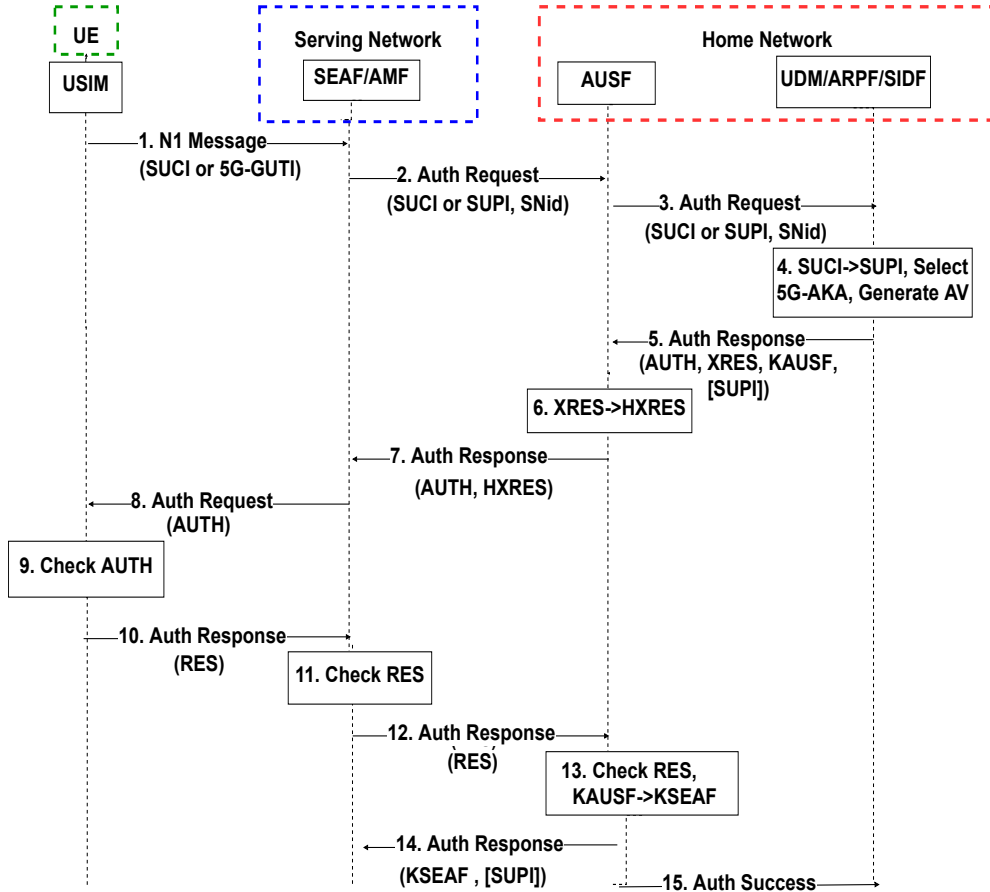 UE
Serving Network
Home Network
USIM
SEAF/AMF
AUSF
UDM/ARPF/SIDF
1. N1 Message
(SUCI or 5G-GUTI)
2. Auth Request
(SUCI or SUPI, SNid)
3. Auth Request
(SUCI or SUPI, SNid)
4. SUCI->SUPI, Select
5G-AKA, Generate AV
5. Auth Response
(AUTH, XRES, KAUSF,
[SUPI])
6. XRES->HXRES
7. Auth Response
(AUTH, HXRES)
8. Auth Request
(AUTH)
9. Check AUTH
10. Auth Response
(RES)
11. Check RES
12. Auth Response
(RES)
13. Check RES,
KAUSF->KSEAF
14. Auth Response
(KSEAF , [SUPI])
15. Auth Success